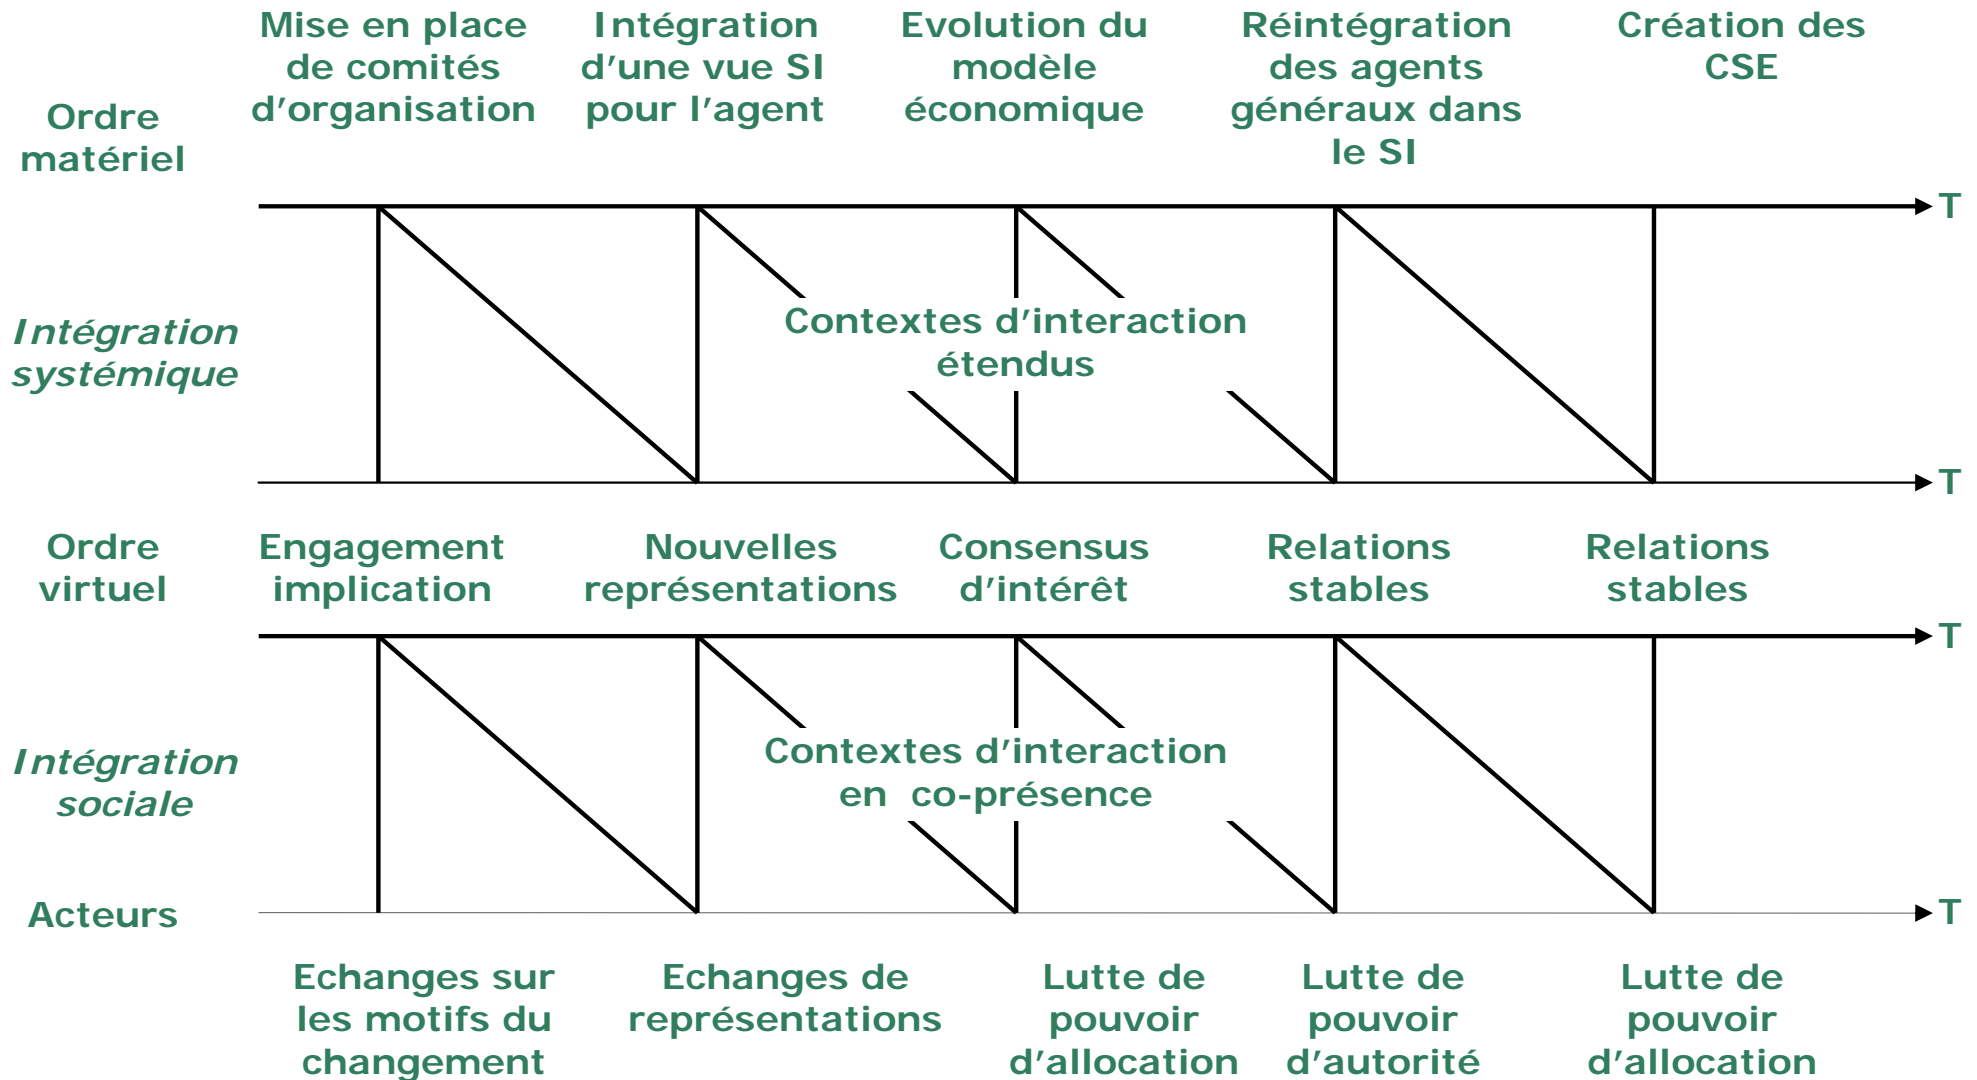 Mise en place
de comités
d'organisation
Intégration
d'une vue SI
pour l'agent
Evolution du
modèle
économique
Réintégration
des agents
généraux dans
le SI
Création des
CSE
Ordre
matériel
T
Intégration
systémique
Contextes d'interaction
étendus
T
Ordre
virtuel
Engagement
implication
Nouvelles
représentations
Consensus
d'intérêt
Relations
stables
Relations
stables
T
Intégration
sociale
Contextes d'interaction
en co-présence
Acteurs
T
Echanges sur
les motifs du
changement
Echanges de
représentations
Lutte de
pouvoir
d'allocation
Lutte de
pouvoir
d'autorité
Lutte de
pouvoir
d'allocation